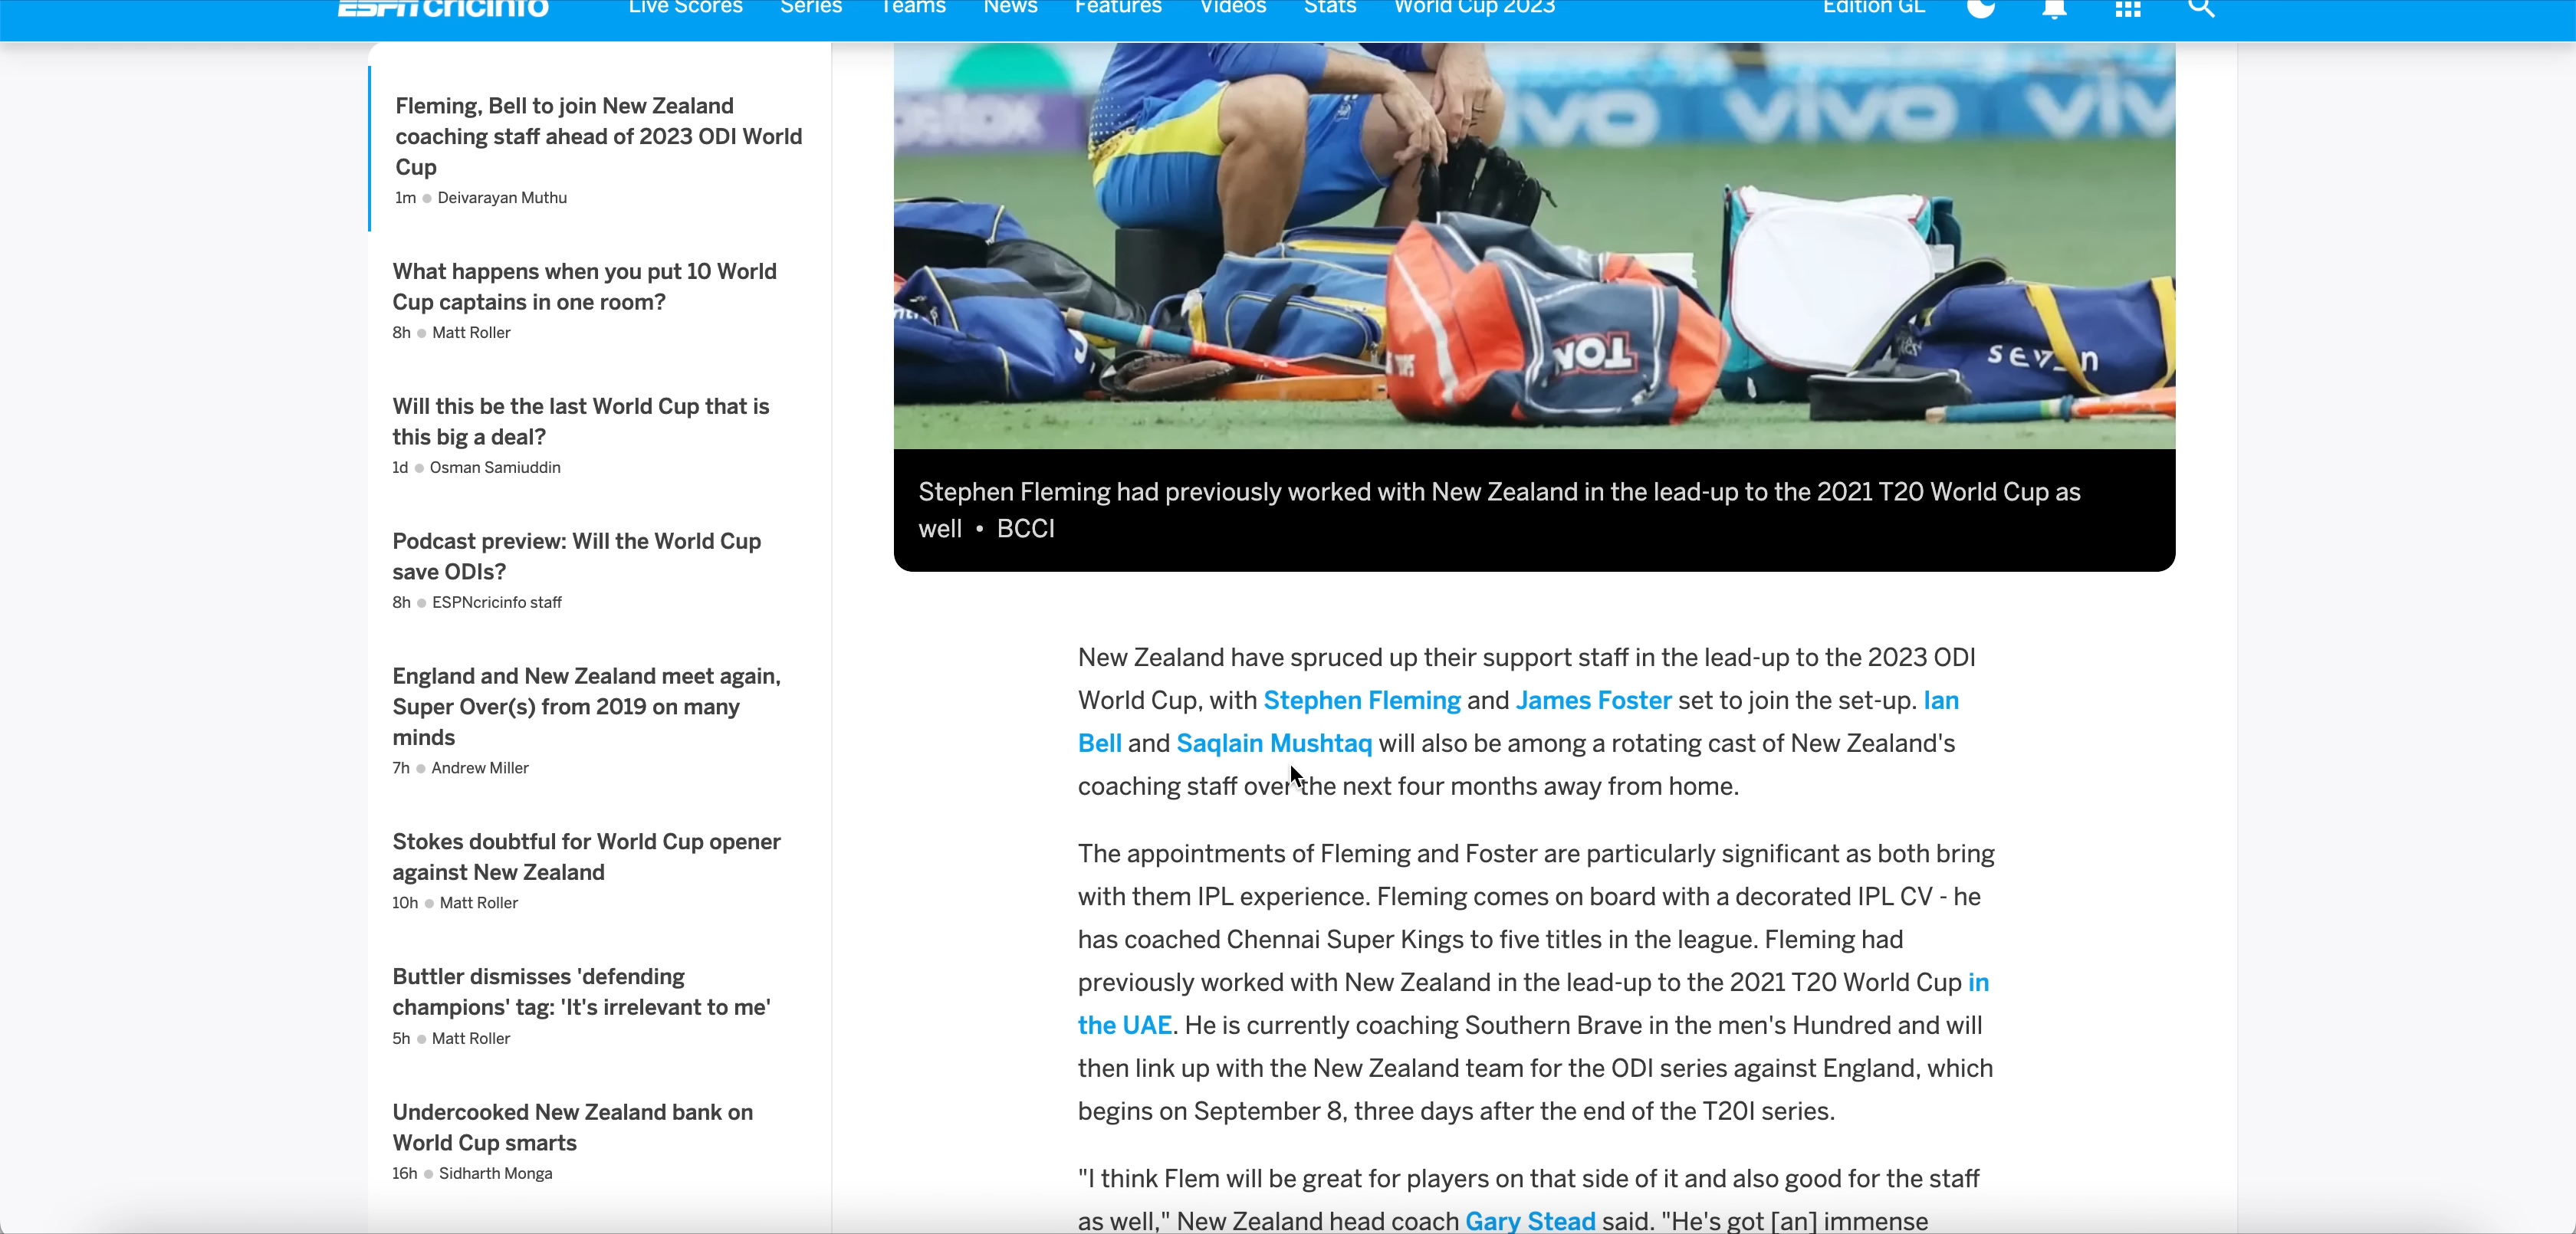 ESPN cricinfo
Live Scores Series Teams News Features Videos Stats World Cup 2023 Edition GL
Fleming, Bell to join New Zealand
coaching staff ahead of 2023 ODI World
Cup
1m Deivarayan Muthu
What happens when you put 10 World
Cup captains in one room?
8h Matt Roller
Will this be the last World Cup that is
this big a deal?
1d Osman Samiuddin
Podcast preview: Will the World Cup
save ODIs?
8h ESPNcricinfo staff
England and New Zealand meet again,
Super Over(s) from 2019 on many
minds
7h Andrew Miller
Stokes doubtful for World Cup opener
against New Zealand
10h Matt Roller
Buttler dismisses 'defending
champions' tag: 'It's irrelevant to me'
5h Matt Roller
Undercooked New Zealand bank on
World Cup smarts
16h Sidharth Monga
vivo vivo viv
TON
SEV_n
Stephen Fleming had previously worked with New Zealand in the lead-up to the 2021 T20 World Cup as
well • BCCI
New Zealand have spruced up their support staff in the lead-up to the 2023 ODI
World Cup, with Stephen Fleming and James Foster set to join the set-up. Ian
Bell and Saqlain Mushtaq will also be among a rotating cast of New Zealand's
coaching staff over the next four months away from home.
The appointments of Fleming and Foster are particularly significant as both bring
with them IPL experience. Fleming comes on board with a decorated IPL CV - he
has coached Chennai Super Kings to five titles in the league. Fleming had
previously worked with New Zealand in the lead-up to the 2021 T20 World Cup in
the UAE. He is currently coaching Southern Brave in the men's Hundred and will
then link up with the New Zealand team for the ODI series against England, which
begins on September 8, three days after the end of the T20I series.
"I think Flem will be great for players on that side of it and also good for the staff
as well," New Zealand head coach Gary Stead said. "He's got [an] immense